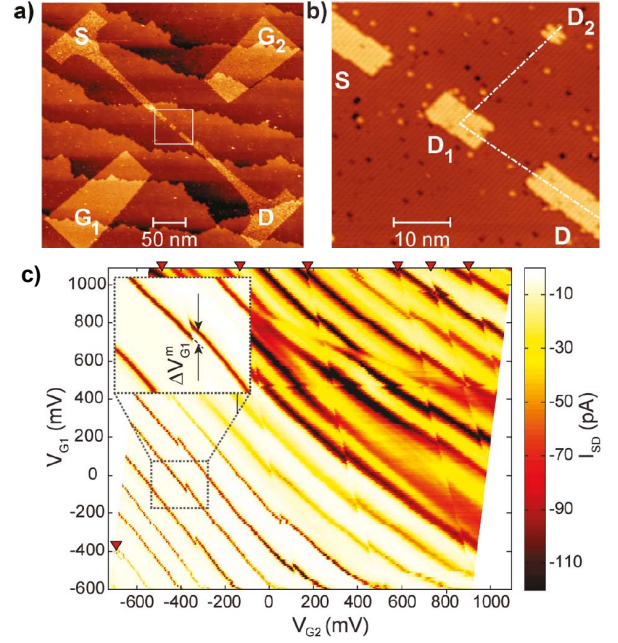 a)
S
G2
G1
D
50 nm
b)
D2
S
D1
D
10 nm
c)
1000
800
600
400
200
0
-200
-400
-600
VG1 (mV)
ΔVᵐG1
-600 -400 -200 0 200 400 600 800 1000
VG2 (mV)
-10
-30
-50
-70
-90
-110
ISD (pA)